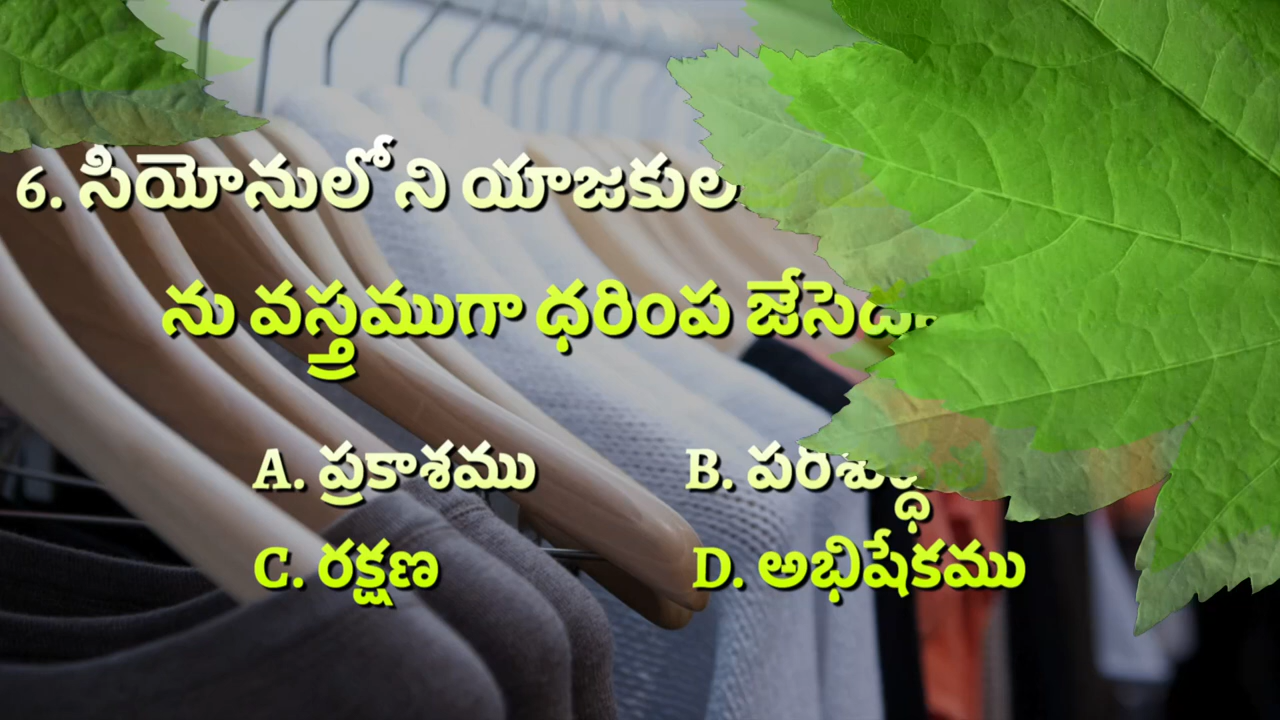 6. సీయోనులో ని యాజకుల
ను వస్త్రముగా ధరింప
A. ప్రకాశము
B.
C. రక్షణ
D. అభిషేకము